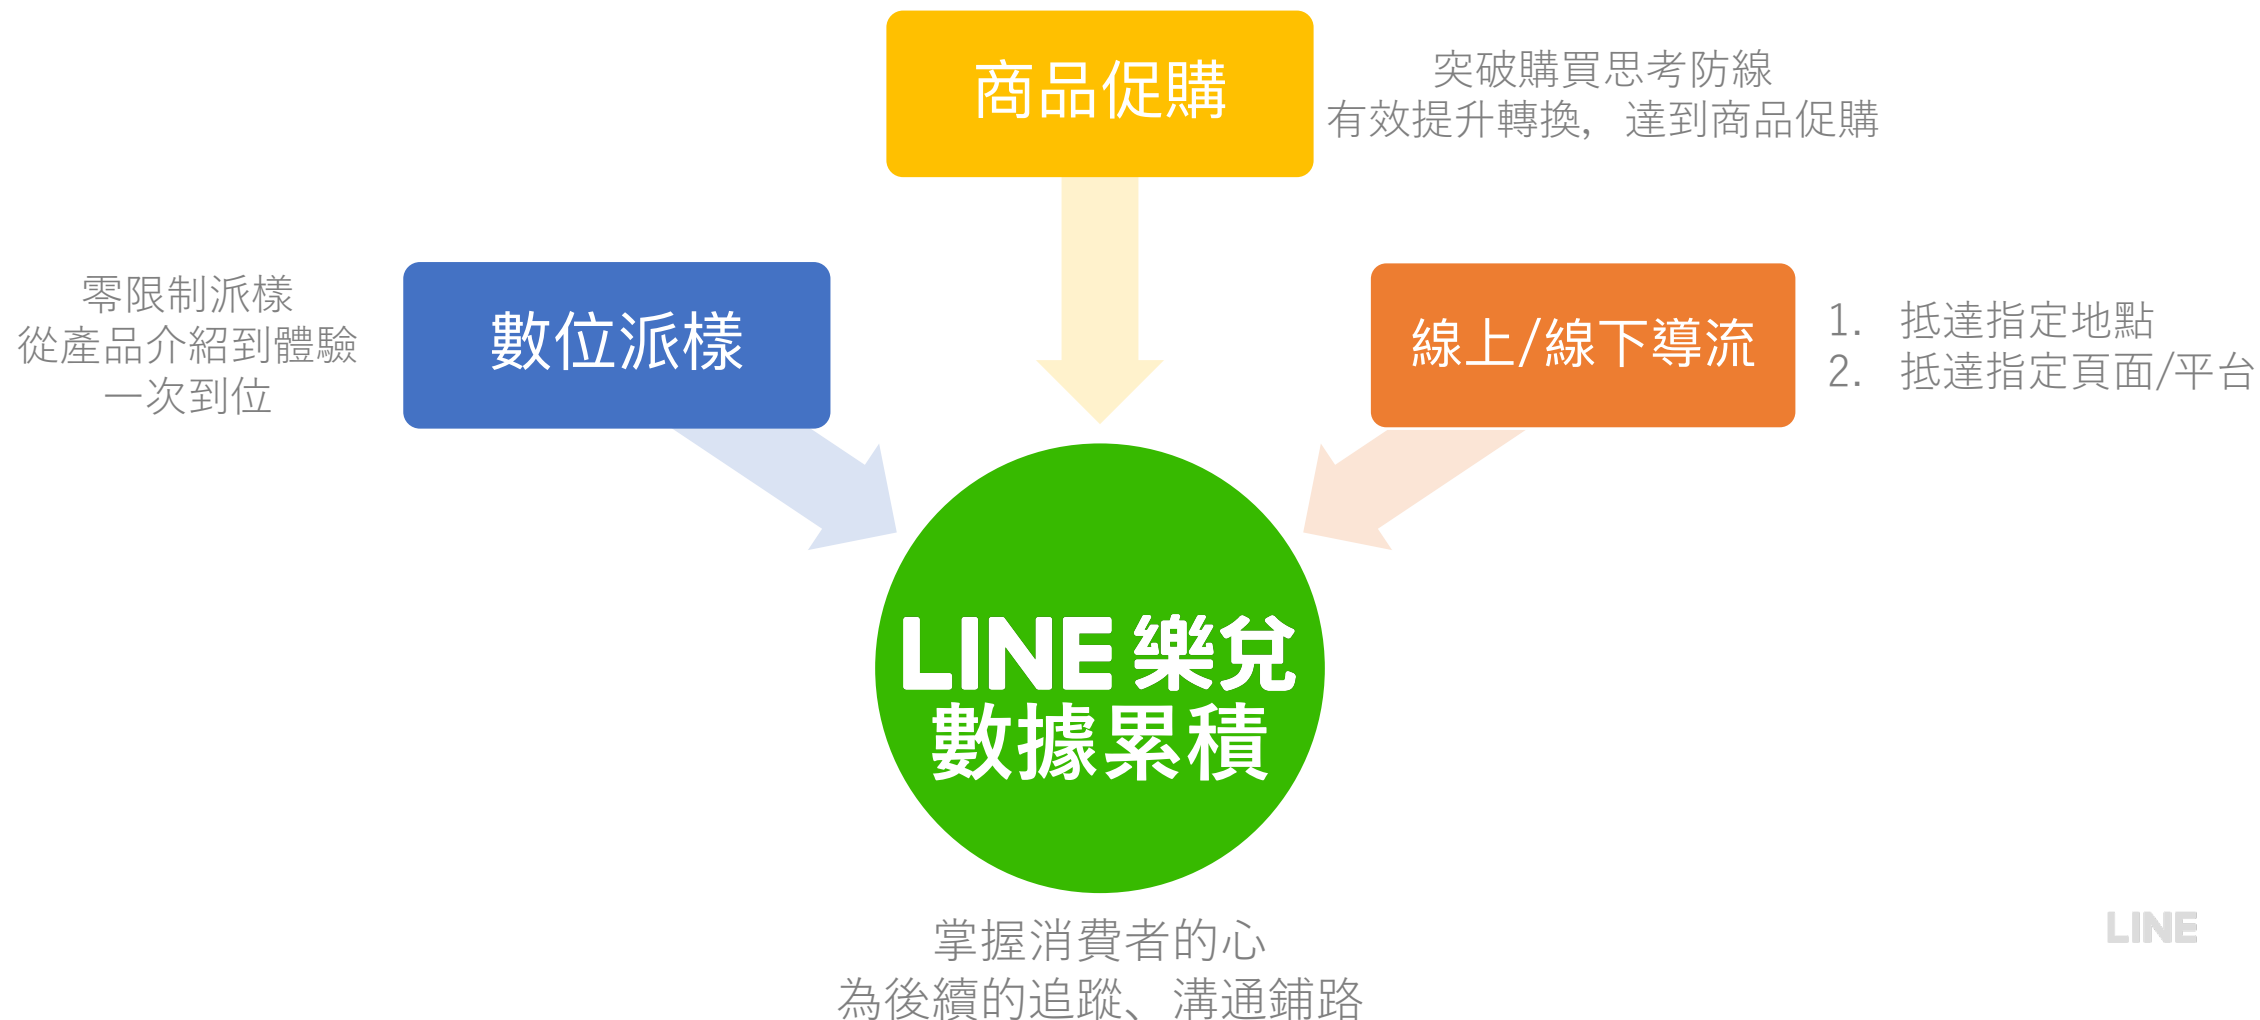 商品促購
突破購買思考防線
有效提升轉換，達到商品促購
零限制派樣
從產品介紹到體驗
一次到位
數位派樣
線上/線下導流
1. 抵達指定地點
2. 抵達指定頁面/平台
LINE 樂兌
數據累積
掌握消費者的心
為後續的追蹤、溝通鋪路
LINE